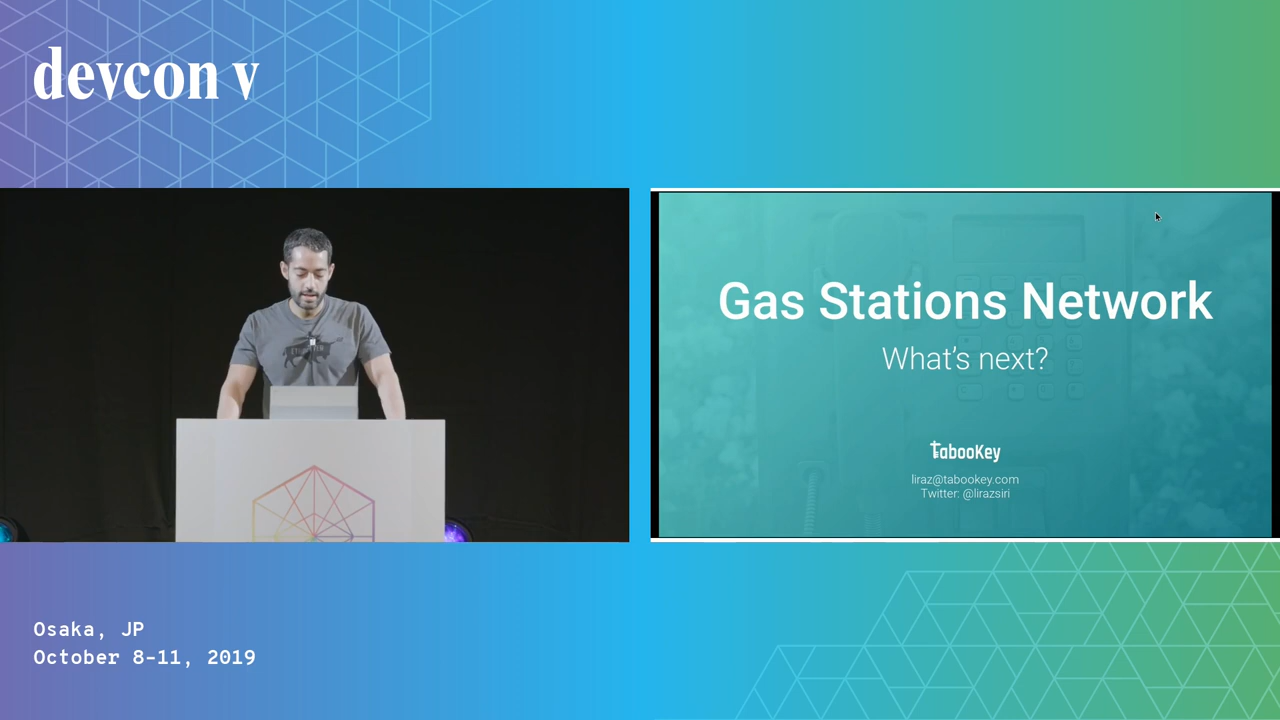 devcon v
Gas Stations Network
What's next?
TabooKey
liraz@tabookey.com
Twitter: @lirazsiri
Osaka, JP
October 8-11, 2019